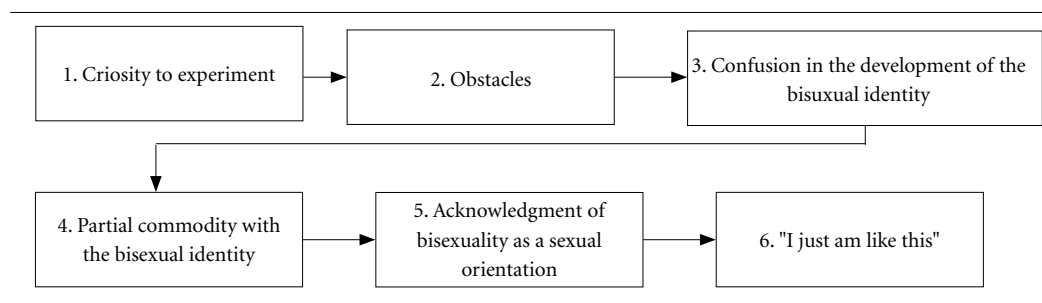 1. Criosity to experiment
2. Obstacles
3. Confusion in the development of the
bisuxual identity
4. Partial commodity with
the bisexual identity
5. Acknowledgment of
bisexuality as a sexual
orientation
6. "I just am like this"